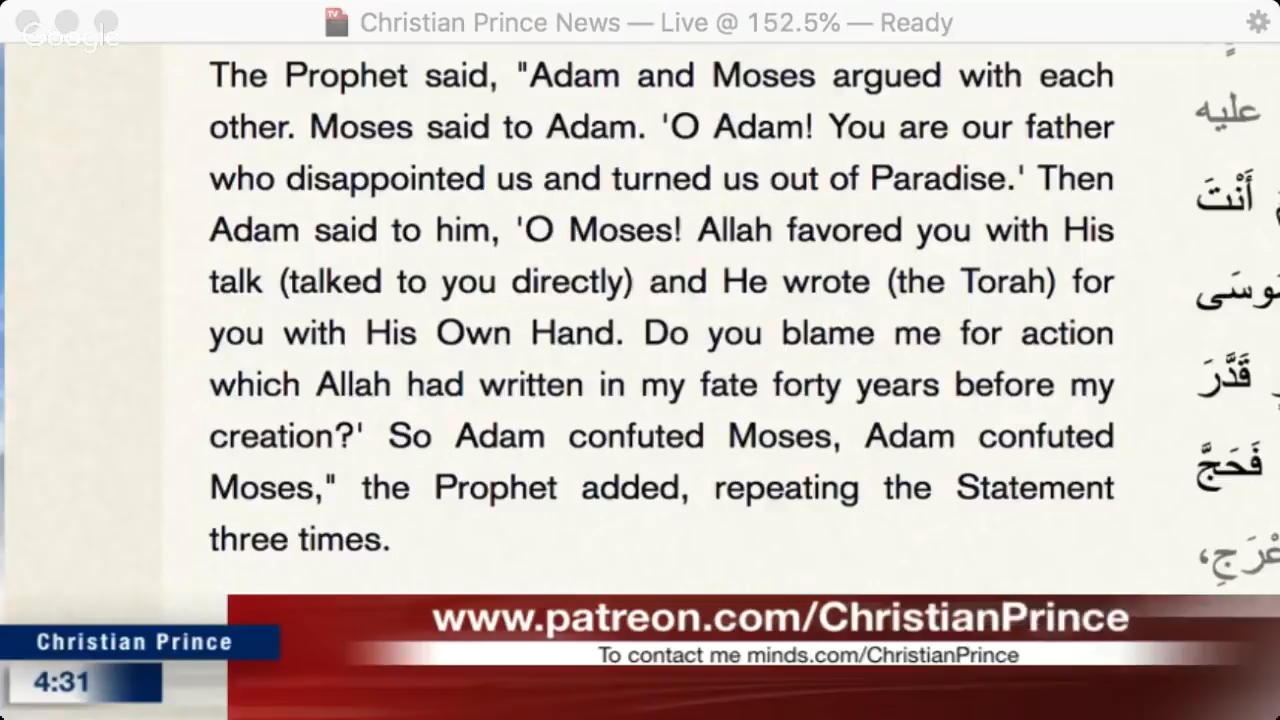 Christian Prince News — Live @ 152.5% — Ready
Google
The Prophet said, "Adam and Moses argued with each
other. Moses said to Adam. 'O Adam! You are our father
who disappointed us and turned us out of Paradise.' Then
Adam said to him, 'O Moses! Allah favored you with His
talk (talked to you directly) and He wrote (the Torah) for
you with His Own Hand. Do you blame me for action
which Allah had written in my fate forty years before my
creation?' So Adam confuted Moses, Adam confuted
Moses," the Prophet added, repeating the Statement
three times.
عليه
أَنْتَ
قَدَّرَ
فَحَجَّ
www.patreon.com/ChristianPrince
To contact me minds.com/ChristianPrince
Christian Prince
4:31